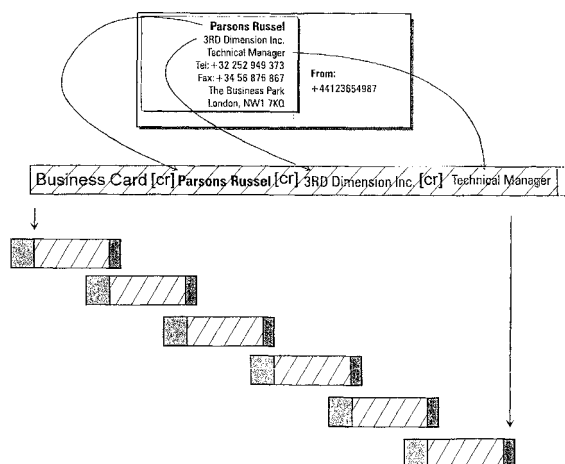 Parsons Russel
3RD Dimension Inc.
Technical Manager
Tel: +32 252 949 373
Fax: +34 56 876 867
The Business Park
London, NW1 7KQ
From:
+44123654987
Business Card [cr] Parsons Russel [cr] 3RD Dimension Inc. [cr] Technical Manager